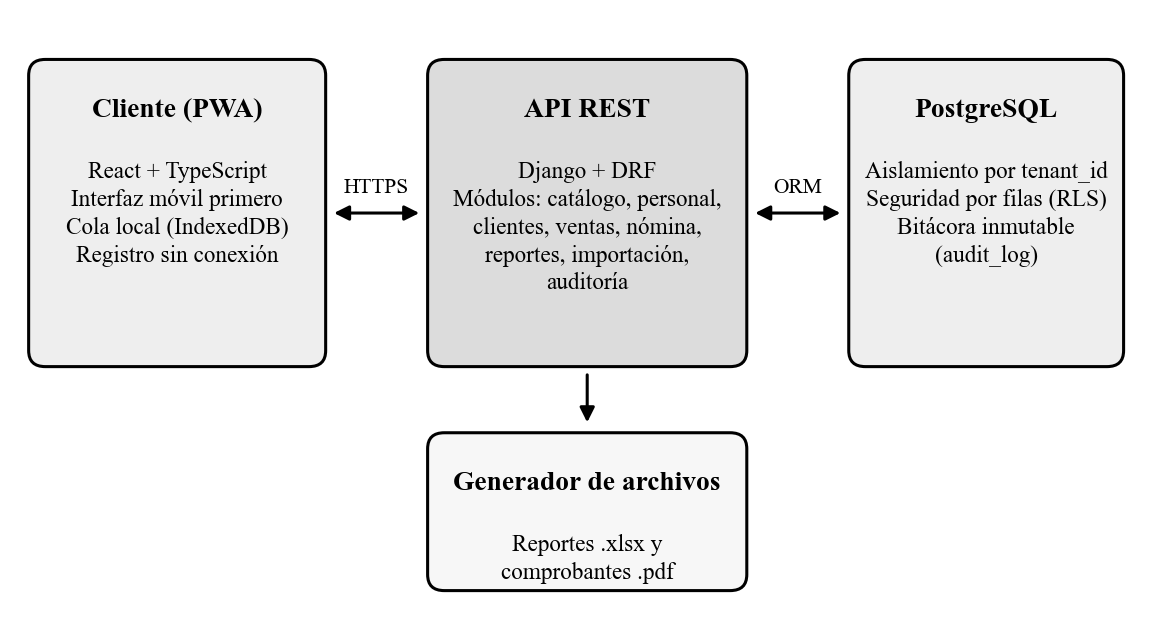 Cliente (PWA)
React + TypeScript
Interfaz móvil primero
Cola local (IndexedDB)
Registro sin conexión
HTTPS
API REST
Django + DRF
Módulos: catálogo, personal,
clientes, ventas, nómina,
reportes, importación,
auditoría
ORM
PostgreSQL
Aislamiento por tenant_id
Seguridad por filas (RLS)
Bitácora inmutable
(audit_log)
Generador de archivos
Reportes .xlsx y
comprobantes .pdf